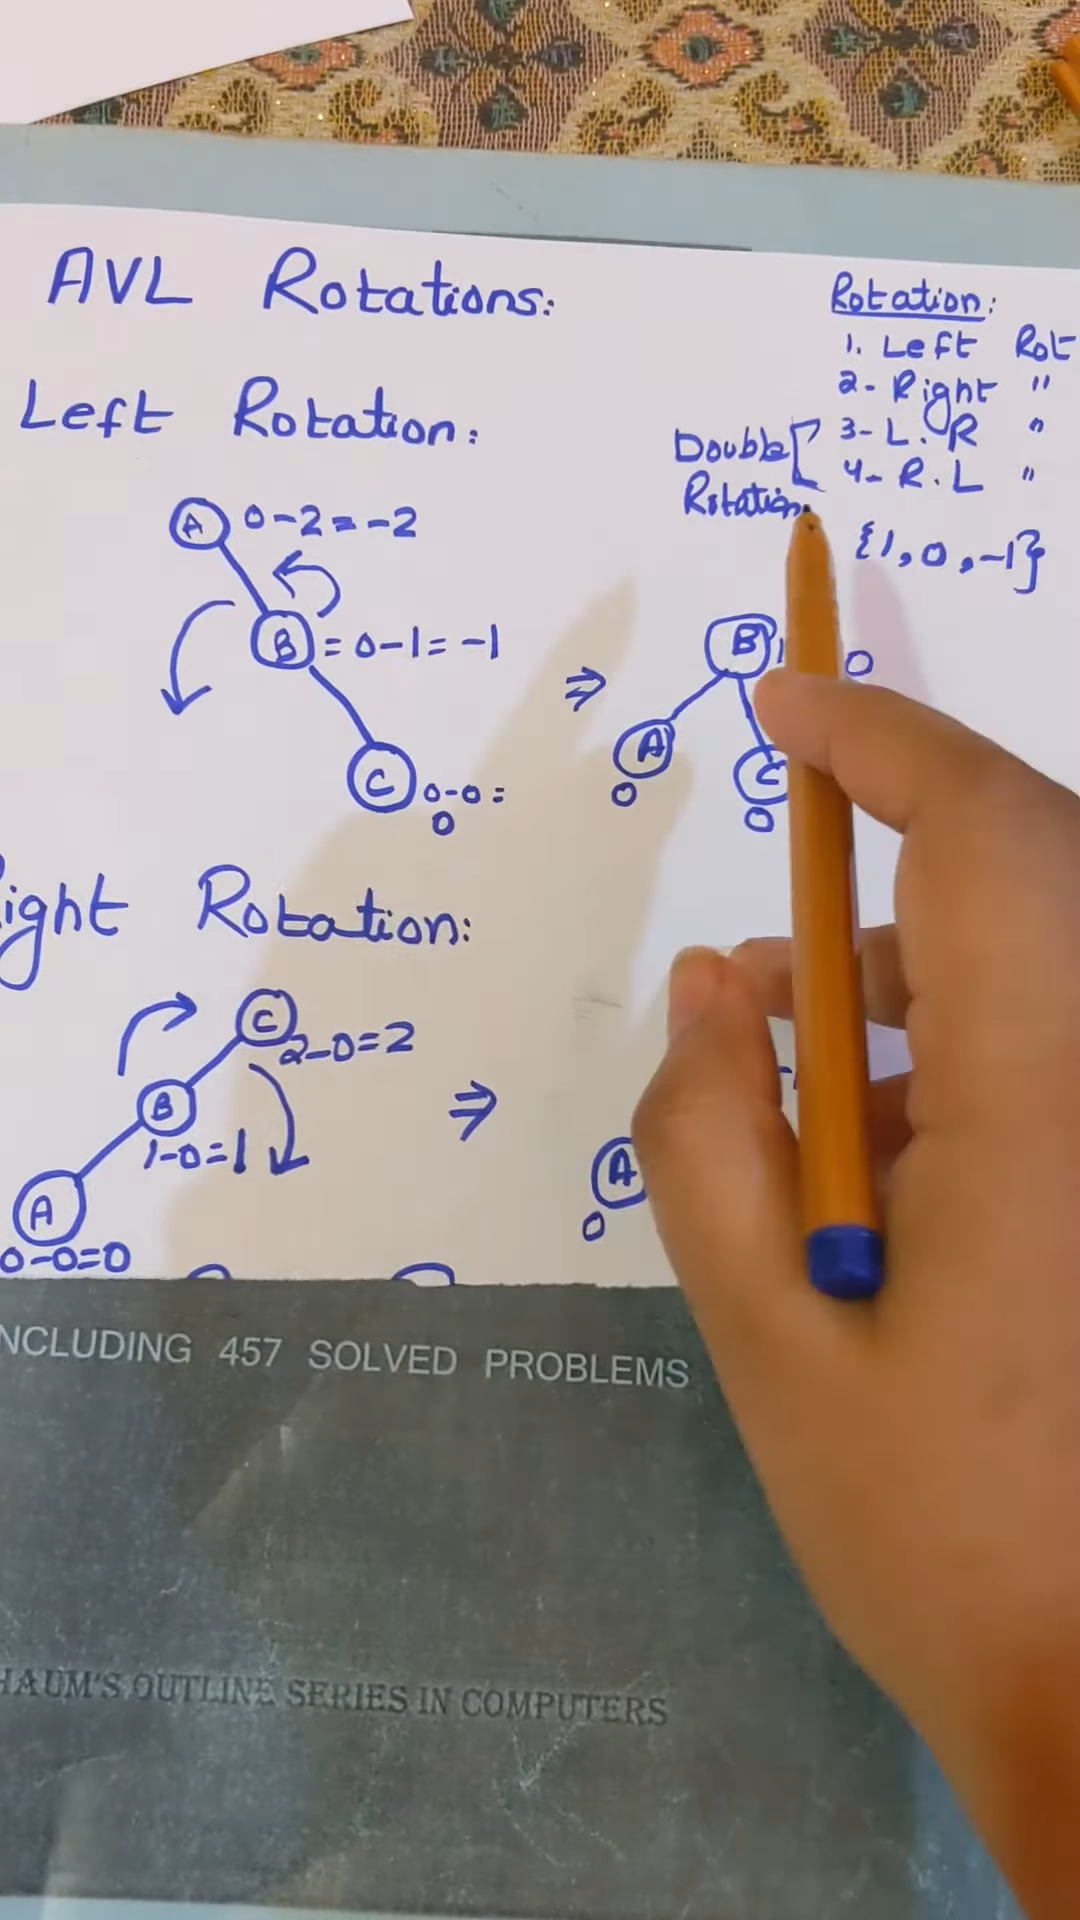 AVL Rotations:
Rotation:
1. Left Rot
2- Right "
3- L.R "
4- R.L "
Double
Rotation
{1,0,-1}
Left Rotation:
A 0-2=-2
B = 0-1=-1
C 0-0=
0
⇒
B 0
A
0
C
0
ight Rotation:
C
2-0=2
B
1-0=1
A
0-0=0
⇒
A
0
NCLUDING 457 SOLVED PROBLEMS
HAUM'S OUTLINE SERIES IN COMPUTERS